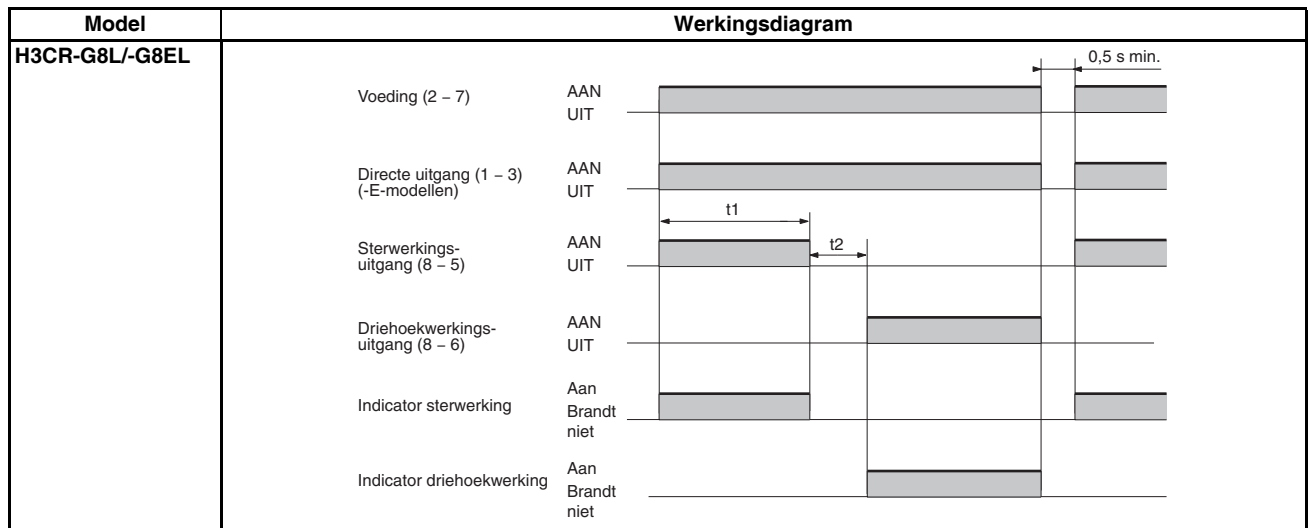 Model
Werkingsdiagram
H3CR-G8L/-G8EL
0,5 s min.
Voeding (2 – 7)
AAN
UIT
Directe uitgang (1 – 3)
(-E-modellen)
AAN
UIT
t1
Sterwerkings-
uitgang (8 – 5)
AAN
UIT
t2
Driehoekwerkings-
uitgang (8 – 6)
AAN
UIT
Indicator sterwerking
Aan
Brandt
niet
Indicator driehoekwerking
Aan
Brandt
niet